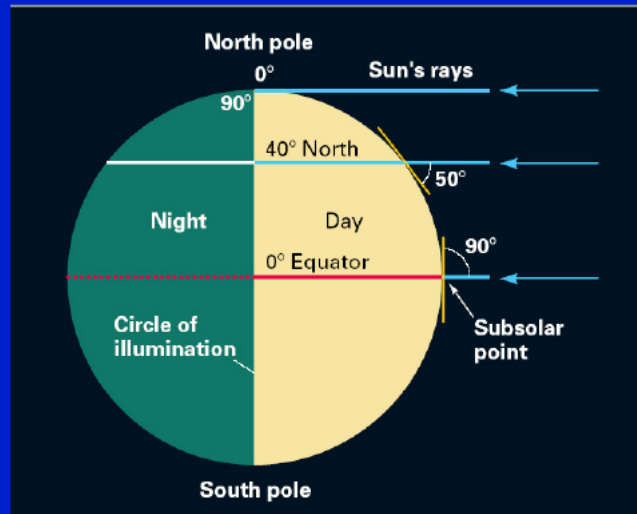 North pole
0°
Sun's rays
90°
40° North
50°
Night
Day
90°
0° Equator
Circle of
illumination
Subsolar
point
South pole